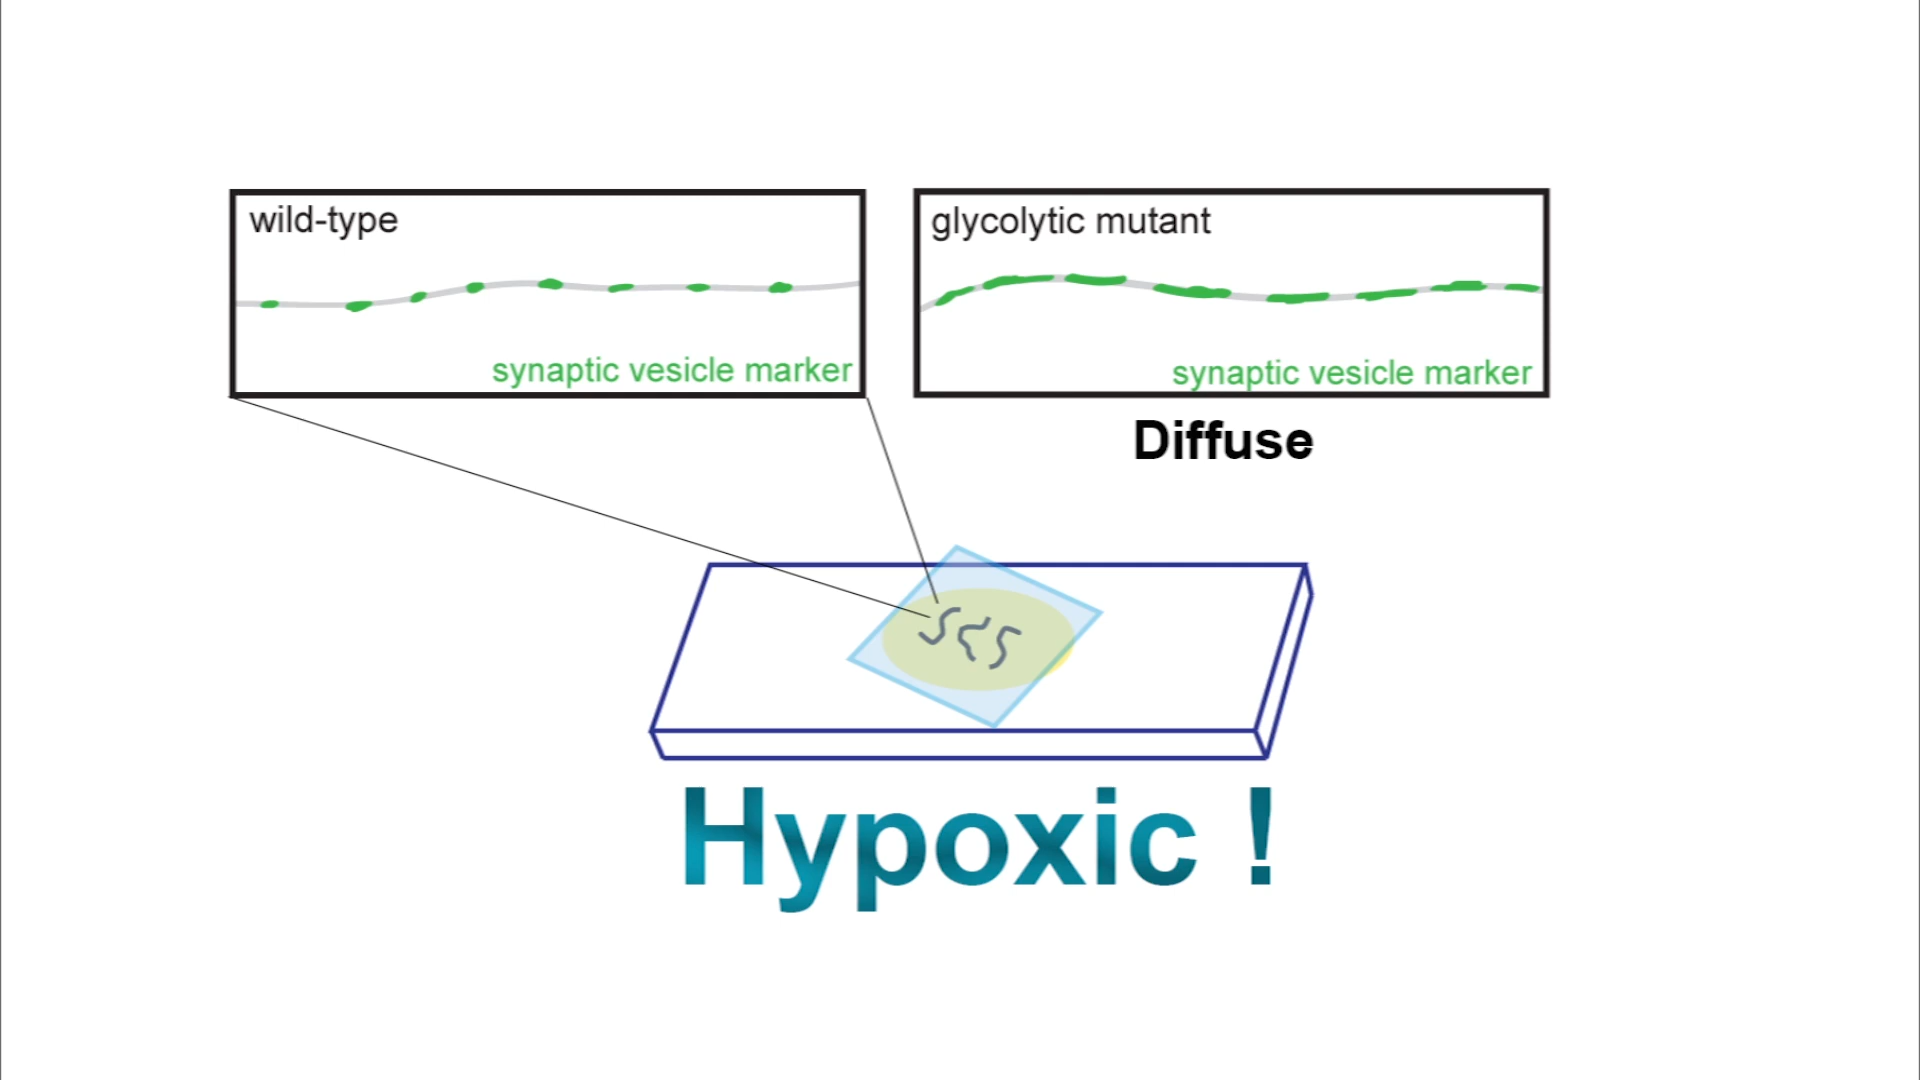 wild-type
synaptic vesicle marker
glycolytic mutant
synaptic vesicle marker
Diffuse
Hypoxic !